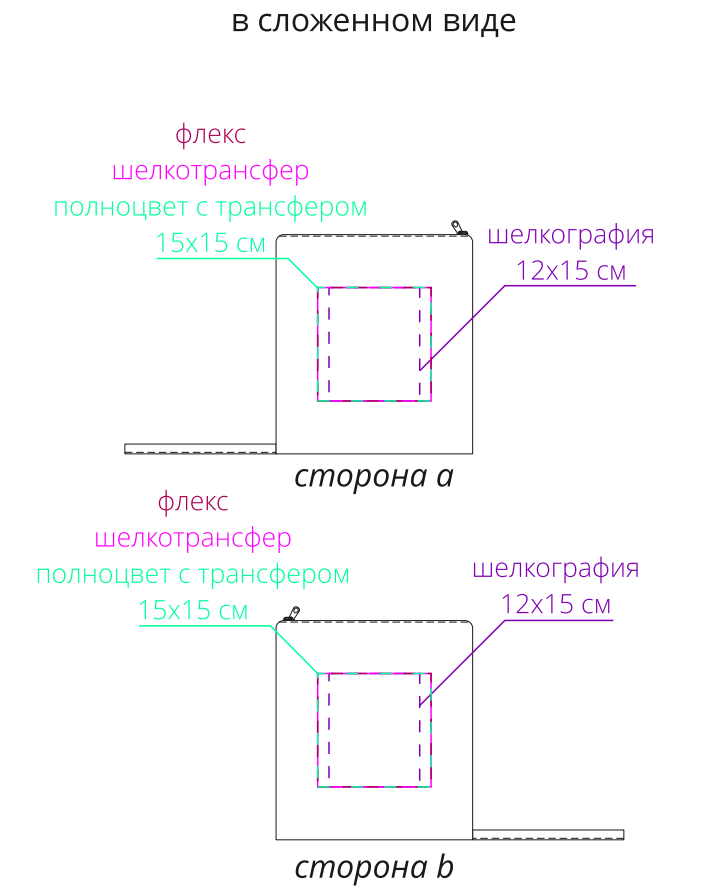 в сложенном виде
флекс
шелкотрансфер
полноцвет с трансфером
15х15 см
шелкография
12х15 см
сторона a
флекс
шелкотрансфер
полноцвет с трансфером
15х15 см
шелкография
12х15 см
сторона b